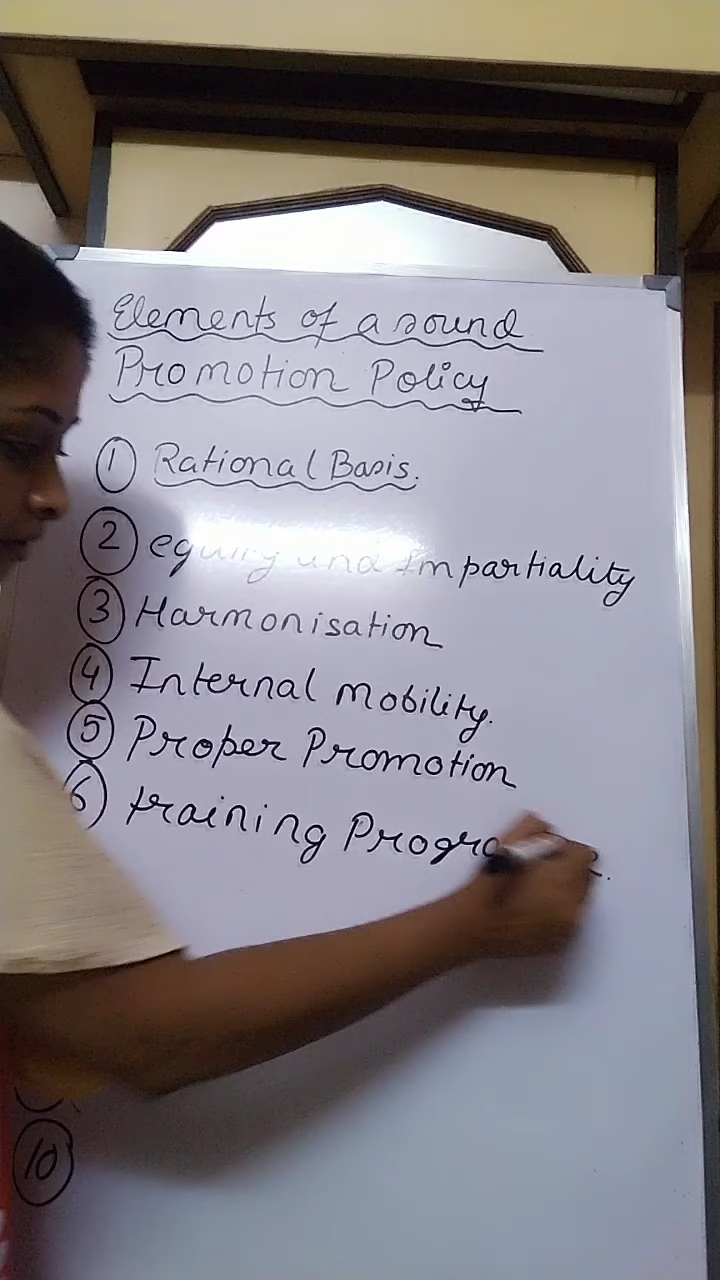 Elements of a sound
Promotion Policy
1 Rational Basis.
2 equity and Impartiality
3 Harmonisation
4 Internal mobility.
5 Proper Promotion
6 training
10